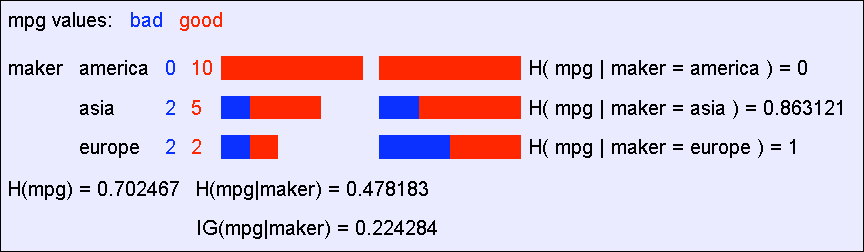 mpg values: bad good
maker america 0 10 H( mpg | maker = america ) = 0
asia 2 5 H( mpg | maker = asia ) = 0.863121
europe 2 2 H( mpg | maker = europe ) = 1
H(mpg) = 0.702467 H(mpg|maker) = 0.478183
IG(mpg|maker) = 0.224284